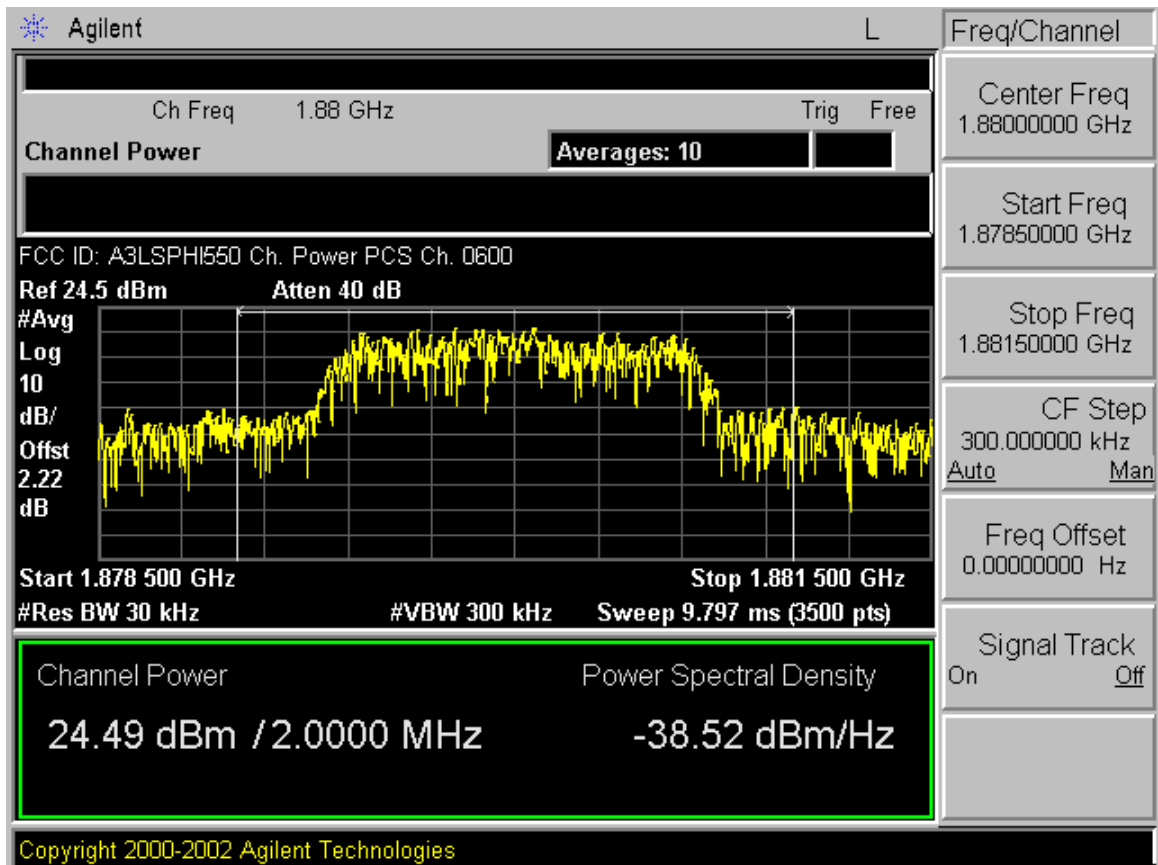 Agilent L
Freq/Channel
Ch Freq 1.88 GHz Trig Free
Channel Power Averages: 10
FCC ID: A3LSPHI550 Ch. Power PCS Ch. 0600
Ref 24.5 dBm Atten 40 dB
#Avg
Log
10
dB/
Offst
2.22
dB
Start 1.878 500 GHz Stop 1.881 500 GHz
#Res BW 30 kHz #VBW 300 kHz Sweep 9.797 ms (3500 pts)
Channel Power Power Spectral Density
24.49 dBm / 2.0000 MHz -38.52 dBm/Hz
Copyright 2000-2002 Agilent Technologies
Center Freq
1.88000000 GHz
Start Freq
1.87850000 GHz
Stop Freq
1.88150000 GHz
CF Step
300.000000 kHz
Auto Man
Freq Offset
0.00000000 Hz
Signal Track
On Off